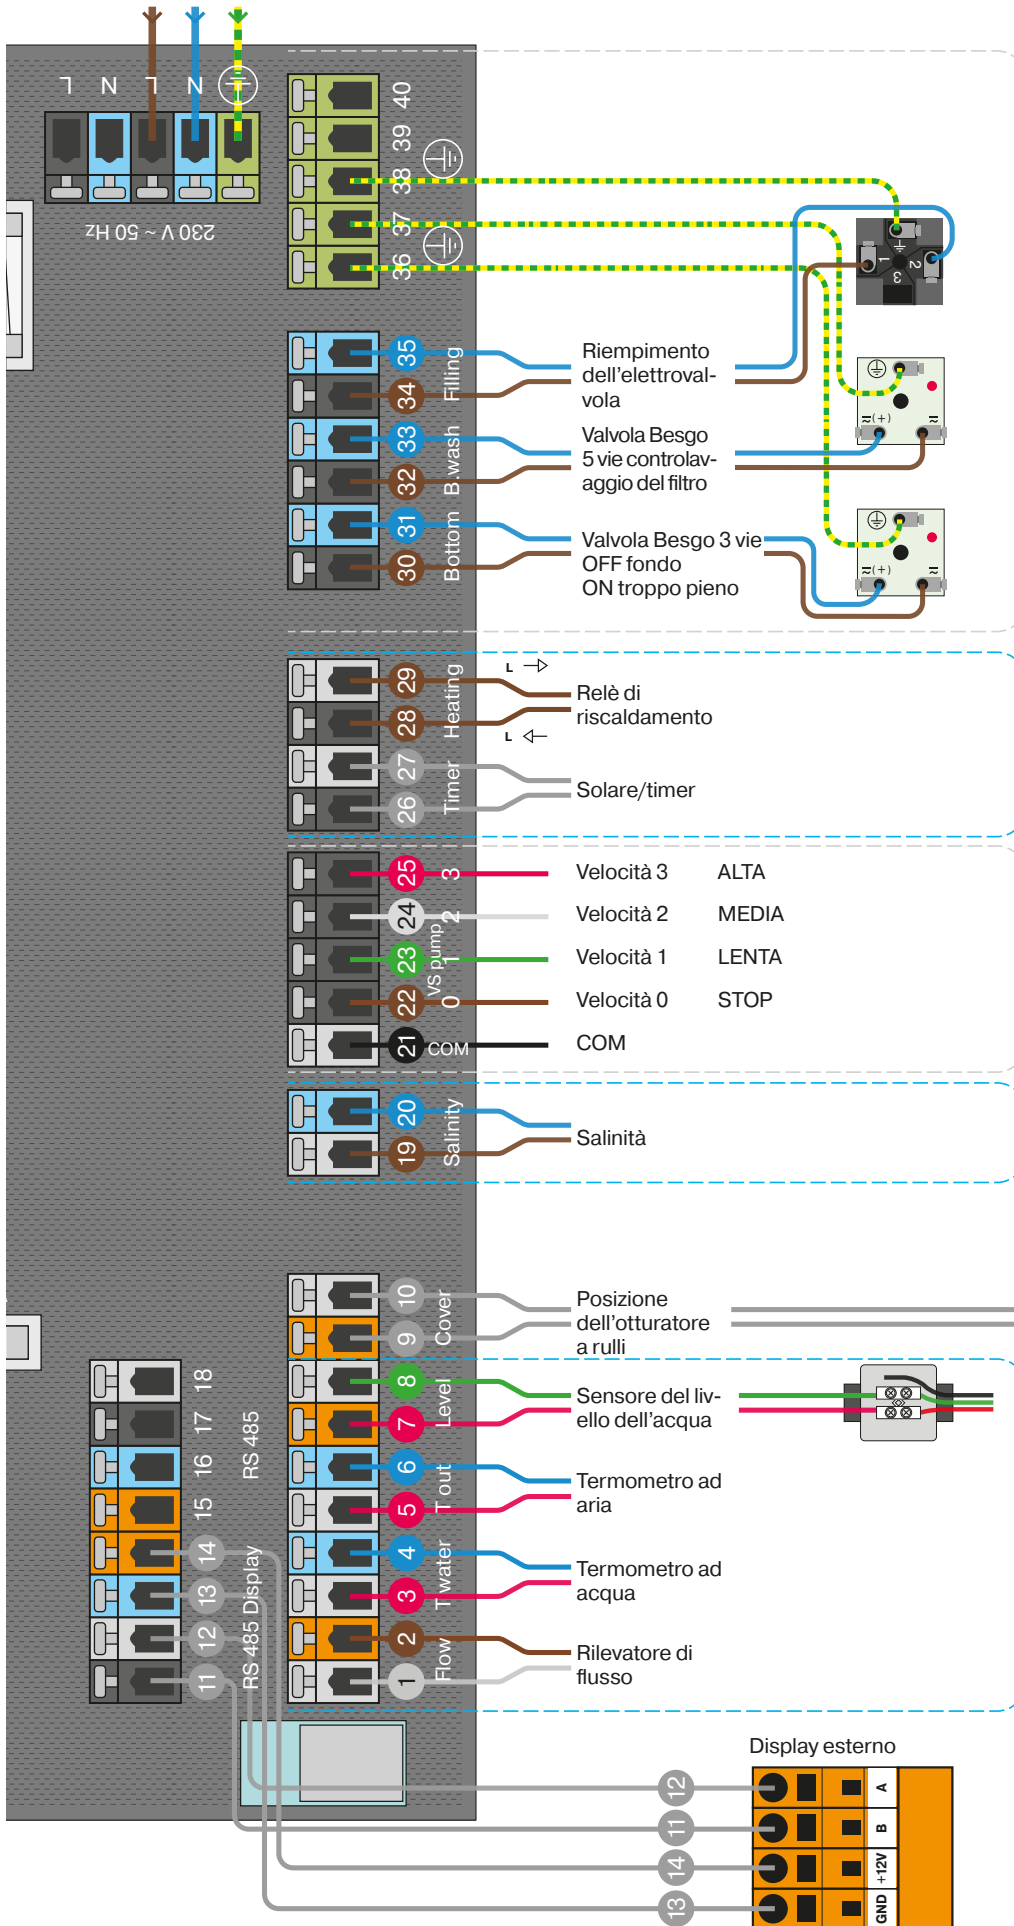 L N L N
230 V ~ 50 Hz
40
39
38
37
36
1 2 3
35
34
Filling
Riempimento
dell'elettroval-
vola
33
32
B.wash
Valvola Besgo
5 vie controlav-
aggio del filtro
(+)
31
30
Bottom
Valvola Besgo 3 vie
OFF fondo
ON troppo pieno
(+)
29
28
Heating
L
L
Relè di
riscaldamento
27
26
Timer
Solare/timer
25 3 Velocità 3 ALTA
24 2 Velocità 2 MEDIA
23 1 Velocità 1 LENTA
22 0 Velocità 0 STOP
VS pump
21 COM COM
20
19
Salinity
Salinità
10
9
Cover
Posizione
dell'otturatore
a rulli
8
7
Level
Sensore del liv-
ello dell'acqua
6
5
T out
Termometro ad
aria
4
3
T water
Termometro ad
acqua
2
1
Flow
Rilevatore di
flusso
18
17
16
15
RS 485
14
13
12
11
RS 485 Display
Display esterno
12 A
11 B
14 +12V
13 GND